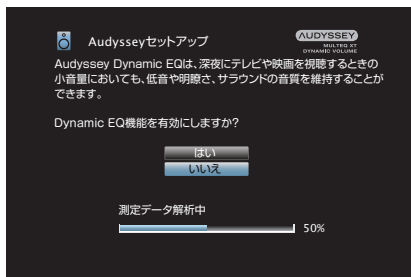 Audysseyセットアップ
AUDYSSEY
MULTEQ XT
DYNAMIC VOLUME
Audyssey Dynamic EQは、深夜にテレビや映画を視聴するときの
小音量においても、低音や明瞭さ、サラウンドの音質を維持することが
できます。
Dynamic EQ機能を有効にしますか?
はい
いいえ
測定データ解析中
50%